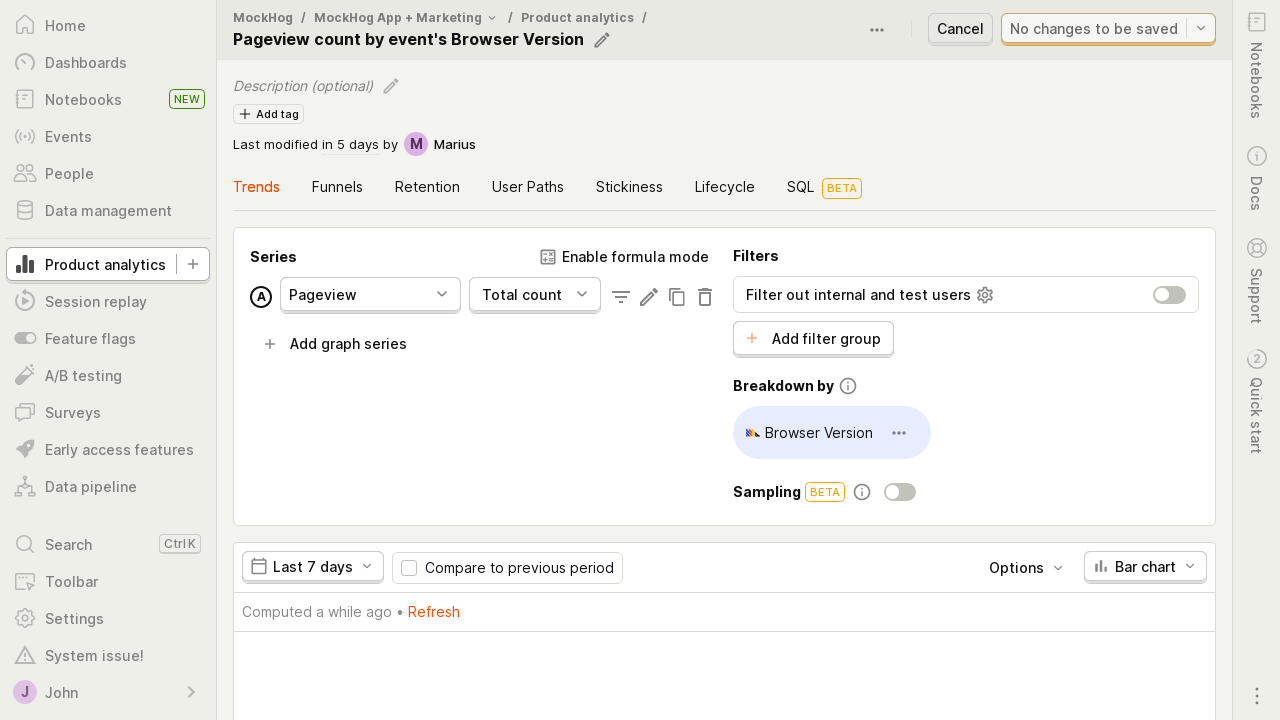 Home
Dashboards
Notebooks NEW
Events
People
Data management
Product analytics
Session replay
Feature flags
A/B testing
Surveys
Early access features
Data pipeline
Search Ctrl K
Toolbar
Settings
System issue!
J John
MockHog / MockHog App + Marketing / Product analytics /
Pageview count by event's Browser Version
Cancel
No changes to be saved
Description (optional)
Add tag
Last modified in 5 days by M Marius
Trends Funnels Retention User Paths Stickiness Lifecycle SQL BETA
Series
Enable formula mode
A Pageview Total count
Add graph series
Filters
Filter out internal and test users
Add filter group
Breakdown by
Browser Version
Sampling BETA
Last 7 days Compare to previous period Options Bar chart
Computed a while ago • Refresh
Notebooks
Docs
Support
2 Quick start